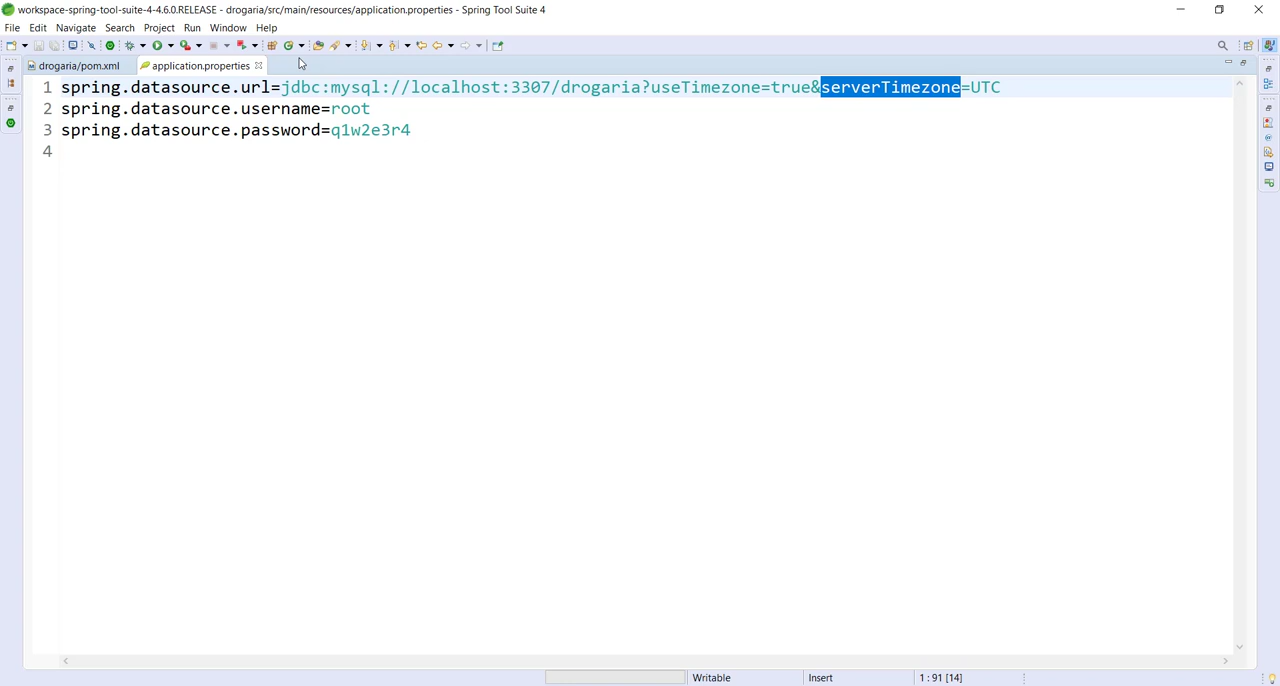 workspace-spring-tool-suite-4-4.6.0.RELEASE - drogaria/src/main/resources/application.properties - Spring Tool Suite 4
File Edit Navigate Search Project Run Window Help
drogaria/pom.xml application.properties
1 spring.datasource.url=jdbc:mysql://localhost:3307/drogaria?useTimezone=true&serverTimezone=UTC
2 spring.datasource.username=root
3 spring.datasource.password=q1w2e3r4
4
Writable Insert 1 : 91 [14]